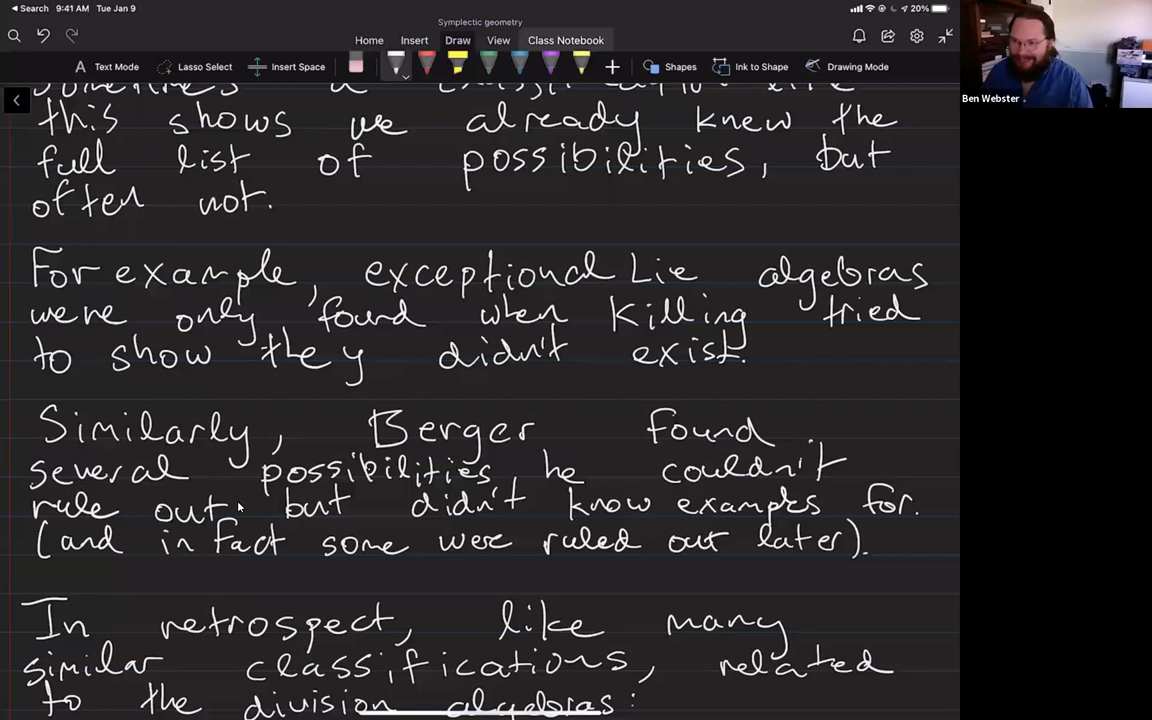 Search 9:41 AM Tue Jan 9
Symplectic geometry
20%
Home Insert Draw View Class Notebook
Text Mode Lasso Select Insert Space Shapes Ink to Shape Drawing Mode
Ben Webster
this shows we already knew the
full list of possibilities, but
often not.
For example, exceptional Lie algebras
were only found when Killing tried
to show they didn't exist.
Similarly, Berger found
several possibilities he couldn't
rule out but didn't know examples for.
(and in fact some were ruled out later).
In retrospect, like many
similar classifications, related
to the division algebras: